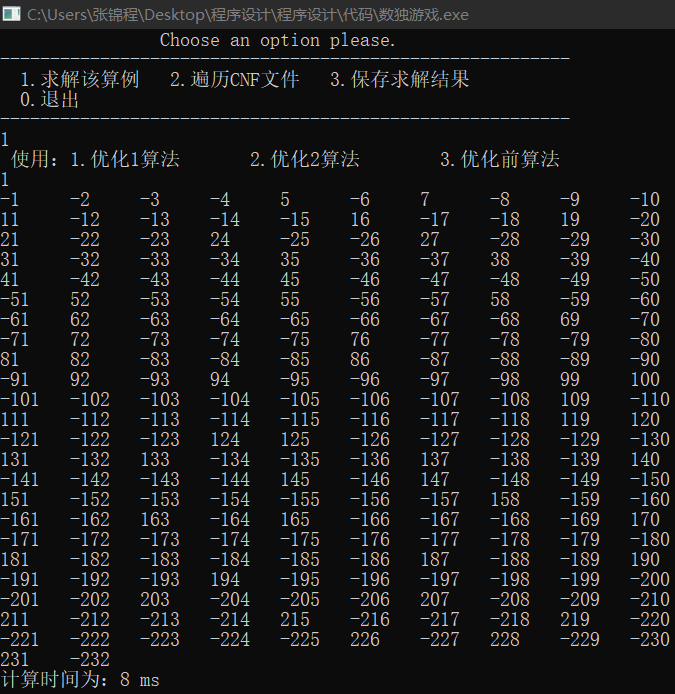 C:\Users\张锦程\Desktop\程序设计\程序设计\代码\数独游戏.exe
Choose an option please.
---------------------------------------------------------
1.求解该算例 2.遍历CNF文件 3.保存求解结果
0.退出
---------------------------------------------------------
1
使用：1.优化1算法 2.优化2算法 3.优化前算法
1
-1 -2 -3 -4 5 -6 7 -8 -9 -10
11 -12 -13 -14 -15 16 -17 -18 19 -20
21 -22 -23 24 -25 -26 27 -28 -29 -30
31 -32 -33 -34 35 -36 -37 38 -39 -40
41 -42 -43 -44 45 -46 -47 -48 -49 -50
-51 52 -53 -54 55 -56 -57 58 -59 -60
-61 62 -63 -64 -65 -66 -67 -68 69 -70
-71 72 -73 -74 -75 76 -77 -78 -79 -80
81 82 -83 -84 -85 86 -87 -88 -89 -90
-91 92 -93 94 -95 -96 -97 -98 99 100
-101 -102 -103 -104 -105 -106 -107 -108 109 -110
111 -112 -113 -114 -115 -116 -117 -118 119 120
-121 -122 -123 124 125 -126 -127 -128 -129 -130
131 -132 133 -134 -135 -136 137 -138 -139 140
-141 -142 -143 -144 145 -146 147 -148 -149 -150
151 -152 -153 -154 -155 -156 -157 158 -159 -160
-161 -162 163 -164 165 -166 -167 -168 -169 170
-171 -172 -173 -174 -175 -176 -177 -178 -179 -180
181 -182 -183 -184 -185 -186 187 -188 -189 190
-191 -192 -193 194 -195 -196 -197 -198 -199 -200
-201 -202 203 -204 -205 -206 207 -208 -209 -210
211 -212 -213 -214 215 -216 -217 -218 219 -220
-221 -222 -223 -224 -225 226 -227 228 -229 -230
231 -232
计算时间为：8 ms